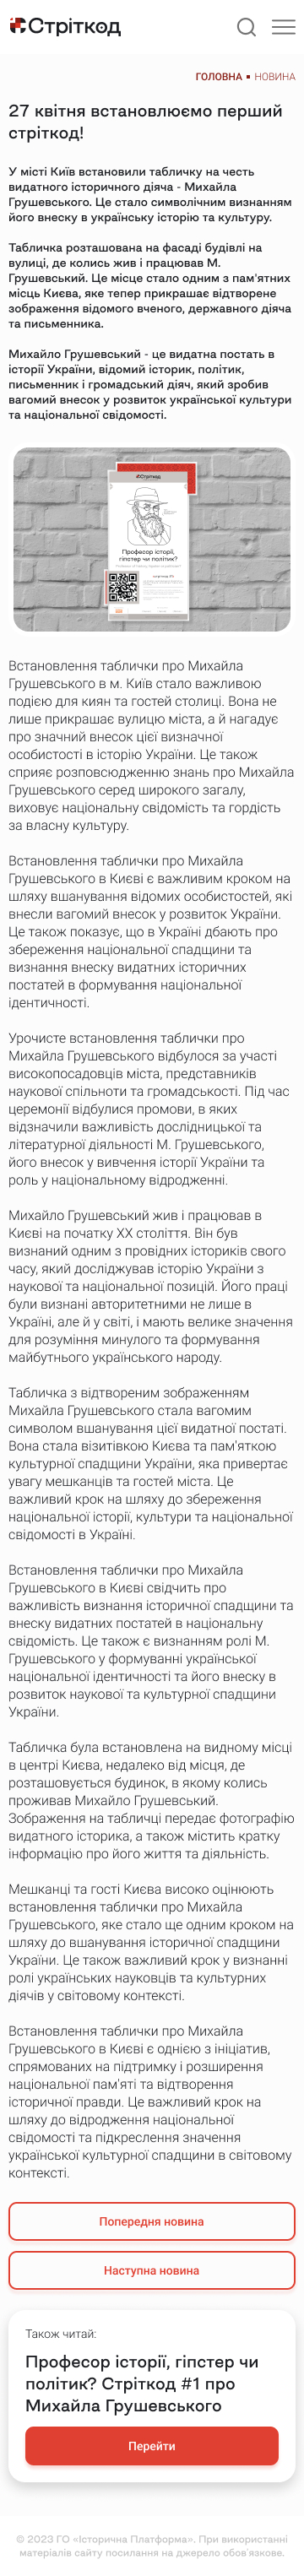 Стріткод
ГОЛОВНА ▪ НОВИНА
27 квітня встановлюємо перший
стріткод!
У місті Київ встановили табличку на честь
видатного історичного діяча - Михайла
Грушевського. Це стало символічним визнанням
його внеску в українську історію та культуру.
Табличка розташована на фасаді будівлі на
вулиці, де колись жив і працював М.
Грушевський. Це місце стало одним з пам'ятних
місць Києва, яке тепер прикрашає відтворене
зображення відомого вченого, державного діяча
та письменника.
Михайло Грушевський - це видатна постать в
історії України, відомий історик, політик,
письменник і громадський діяч, який зробив
вагомий внесок у розвиток української культури
та національної свідомості.
Стріткод
Професор історії,
гіпстер чи політик?
Встановлення таблички про Михайла
Грушевського в м. Київ стало важливою
подією для киян та гостей столиці. Вона не
лише прикрашає вулицю міста, а й нагадує
про значний внесок цієї визначної
особистості в історію України. Це також
сприяє розповсюдженню знань про Михайла
Грушевського серед широкого загалу,
виховує національну свідомість та гордість
за власну культуру.
Встановлення таблички про Михайла
Грушевського в Києві є важливим кроком на
шляху вшанування відомих особистостей, які
внесли вагомий внесок у розвиток України.
Це також показує, що в Україні дбають про
збереження національної спадщини та
визнання внеску видатних історичних
постатей в формування національної
ідентичності.
Урочисте встановлення таблички про
Михайла Грушевського відбулося за участі
високопосадовців міста, представників
наукової спільноти та громадськості. Під час
церемонії відбулися промови, в яких
відзначили важливість дослідницької та
літературної діяльності М. Грушевського,
його внесок у вивчення історії України та
роль у національному відродженні.
Михайло Грушевський жив і працював в
Києві на початку XX століття. Він був
визнаний одним з провідних істориків свого
часу, який досліджував історію України з
наукової та національної позицій. Його праці
були визнані авторитетними не лише в
Україні, але й у світі, і мають велике значення
для розуміння минулого та формування
майбутнього українського народу.
Табличка з відтвореним зображенням
Михайла Грушевського стала вагомим
символом вшанування цієї видатної постаті.
Вона стала візитівкою Києва та пам'яткою
культурної спадщини України, яка привертає
увагу мешканців та гостей міста. Це
важливий крок на шляху до збереження
національної історії, культури та національної
свідомості в Україні.
Встановлення таблички про Михайла
Грушевського в Києві свідчить про
важливість визнання історичної спадщини та
внеску видатних постатей в національну
свідомість. Це також є визнанням ролі М.
Грушевського у формуванні української
національної ідентичності та його внеску в
розвиток наукової та культурної спадщини
України.
Табличка була встановлена на видному місці
в центрі Києва, недалеко від місця, де
розташовується будинок, в якому колись
проживав Михайло Грушевський.
Зображення на табличці передає фотографію
видатного історика, а також містить кратку
інформацію про його життя та діяльність.
Мешканці та гості Києва високо оцінюють
встановлення таблички про Михайла
Грушевського, яке стало ще одним кроком на
шляху до вшанування історичної спадщини
України. Це також важливий крок у визнанні
ролі українських науковців та культурних
діячів у світовому контексті.
Встановлення таблички про Михайла
Грушевського в Києві є однією з ініціатив,
спрямованих на підтримку і розширення
національної пам'яті та відтворення
історичної правди. Це важливий крок на
шляху до відродження національної
свідомості та підкреслення значення
української культурної спадщини в світовому
контексті.
Попередня новина
Наступна новина
Також читай:
Професор історії, гіпстер чи
політик? Стріткод #1 про
Михайла Грушевського
Перейти
© 2023 ГО «Історична Платформа». При використанні
матеріалів сайту посилання на джерело обов'язкове.